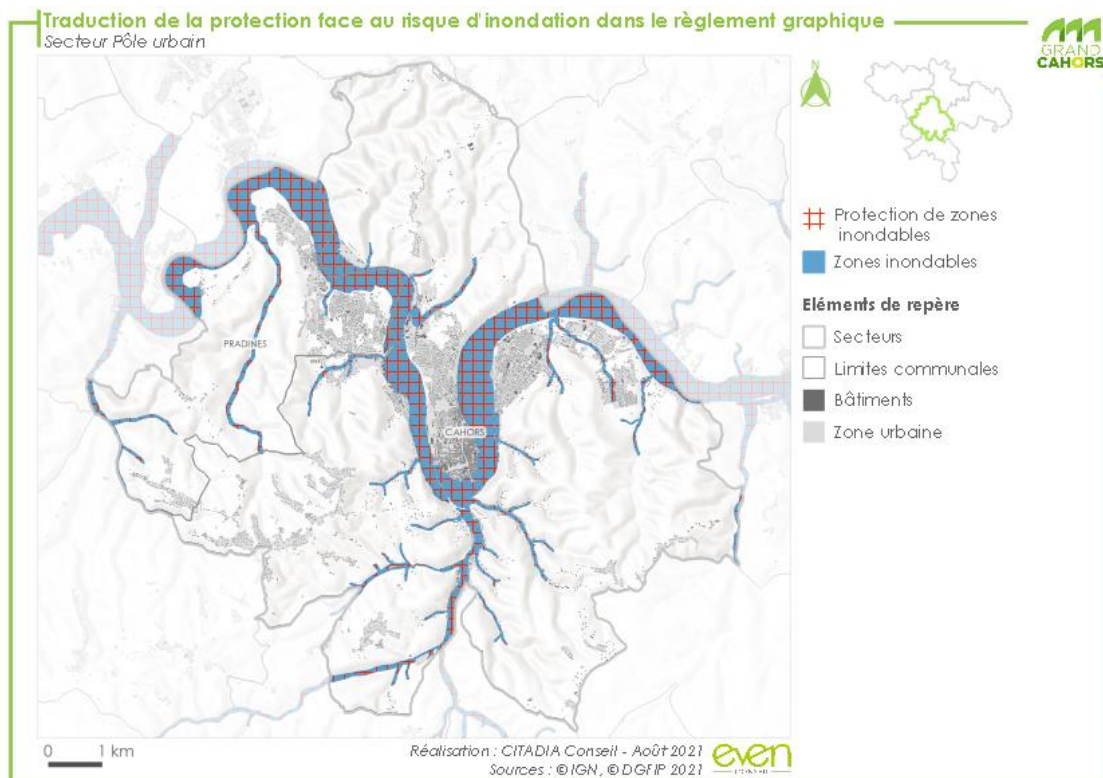 Traduction de la protection face au risque d'inondation dans le règlement graphique
Secteur Pôle urbain
GRAND
CAHORS
N
Protection de zones
inondables
Zones inondables
Eléments de repère
Secteurs
Limites communales
Bâtiments
Zone urbaine
PRADINES
CAHORS
0 1 km
Réalisation : CITADIA Conseil - Août 2021
Sources : © IGN, © DGFIP 2021
even
CONSEIL